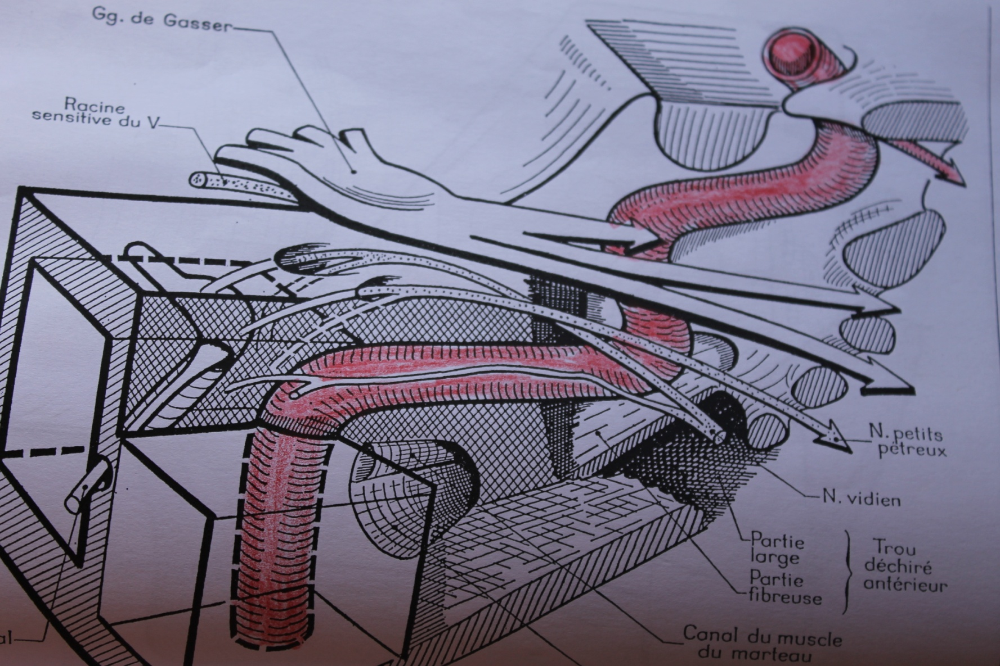 Gg. de Gasser
Racine
sensitive du V
N. petits
pétreux
N. vidien
Partie
large
Partie
fibreuse
Trou
déchiré
antérieur
Canal du muscle
du marteau
al